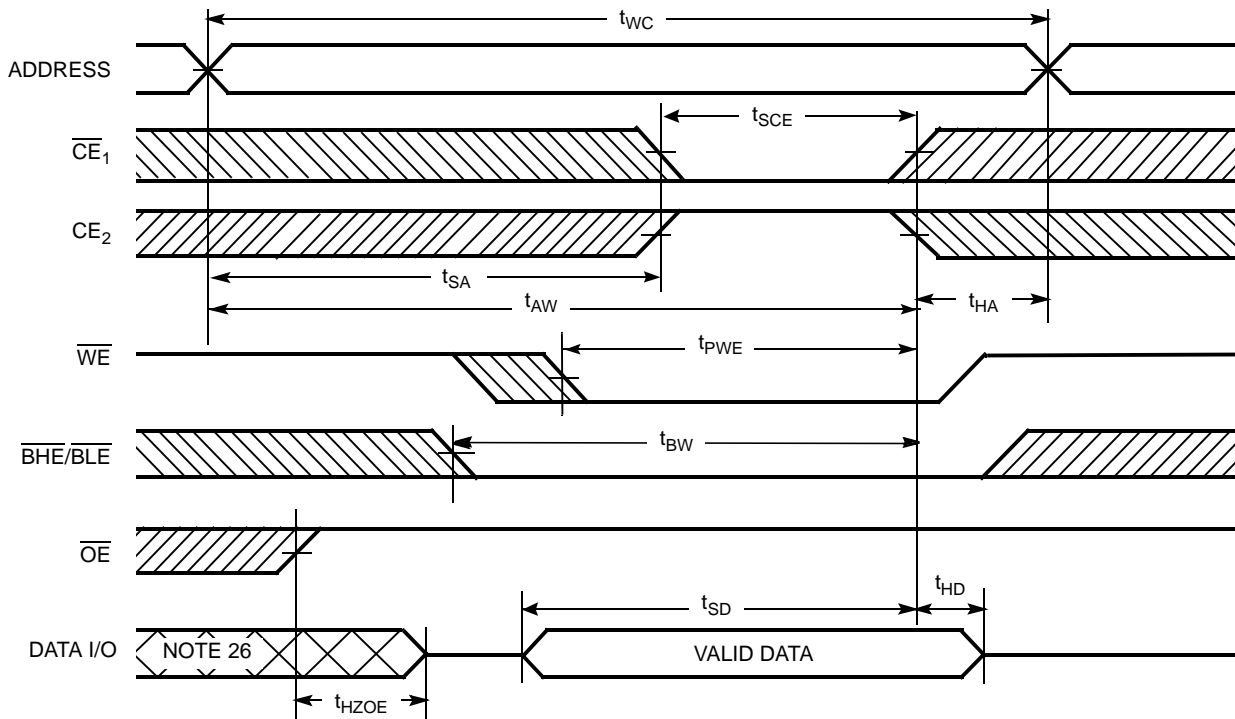 tWC
ADDRESS
tSCE
CE1
CE2
tSA
tAW
tHA
WE
tPWE
BHE/BLE
tBW
OE
tHD
tSD
DATA I/O NOTE 26 VALID DATA
tHZOE